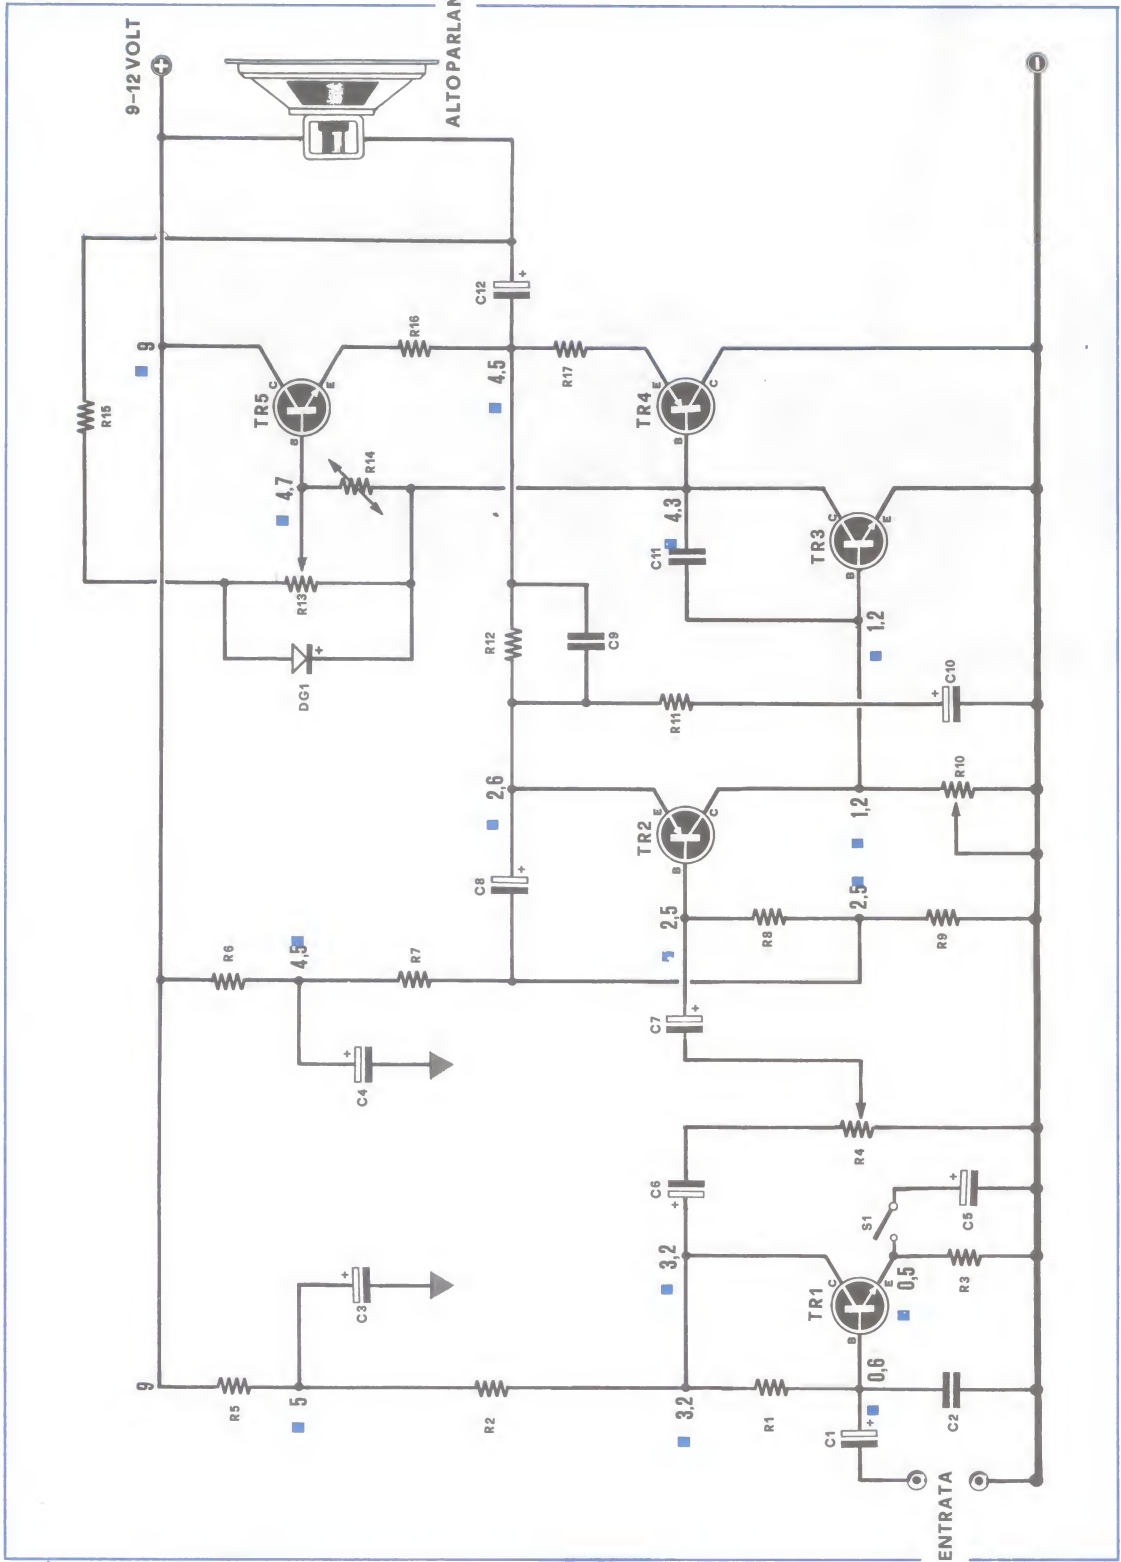 9-12 VOLT
+
ALTOPARLAN
-
9
R15
R16
C12
+
C
TR5
E
B
4,5
R17
E
TR4
C
B
4,7
R14
R13
DG1
+
4,3
C11
C
TR3
E
B
1,2
R12
C9
R11
+
C10
2,6
C8
+
E
TR2
C
B
1,2
R10
2,5
R8
2,5
R9
R6
4,5
R7
C7
+
+
C4
R4
C6
+
S1
+
C5
3,2
C
TR1
E
B
0,5
R3
+
C3
9
R5
5
R2
3,2
R1
0,6
C1
+
C2
ENTRATA